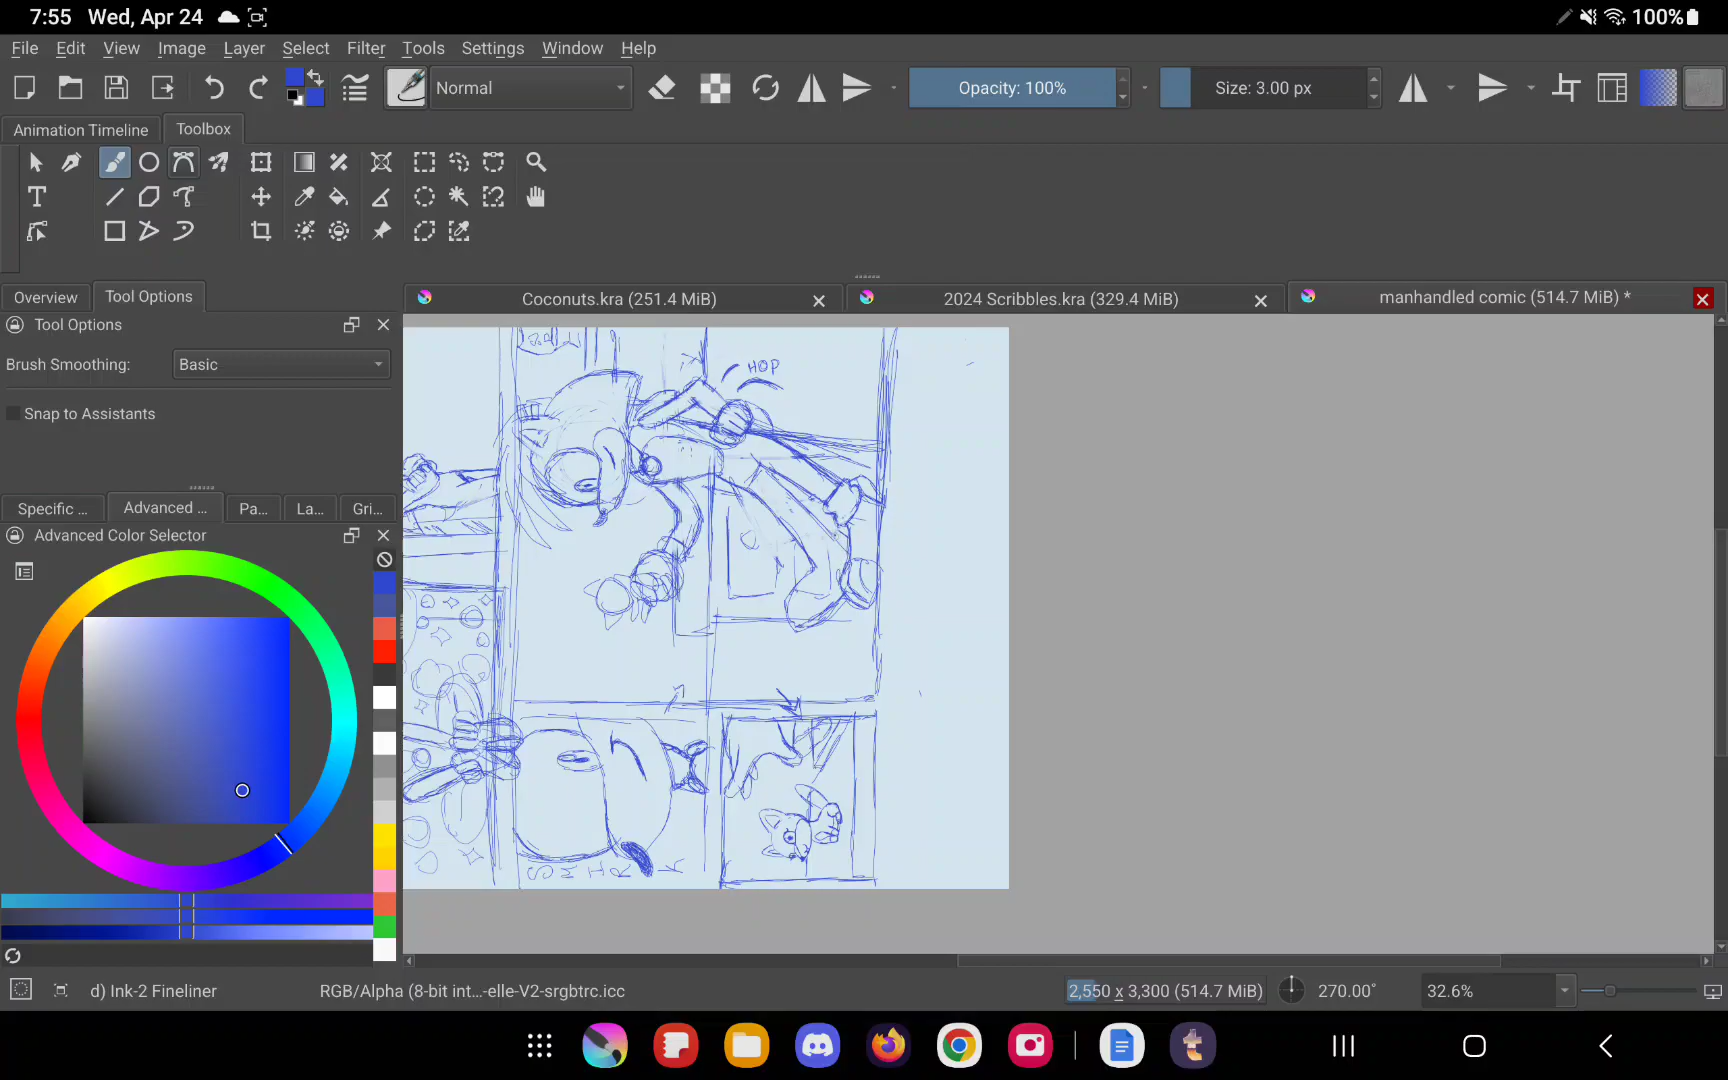 7:55 Wed, Apr 24 100%
File Edit View Image Layer Select Filter Tools Settings Window Help
Normal Opacity: 100% Size: 3.00 px
Animation Timeline Toolbox
Overview Tool Options
Coconuts.kra (251.4 MiB) 2024 Scribbles.kra (329.4 MiB) manhandled comic (514.7 MiB) *
Tool Options
Brush Smoothing: Basic
Snap to Assistants
HOP
Specific ... Advanced ... Pa... La... Gri...
Advanced Color Selector
SMIRK
d) Ink-2 Fineliner RGB/Alpha (8-bit int...-elle-V2-srgbtrc.icc 2,550 x 3,300 (514.7 MiB) 270.00° 32.6%